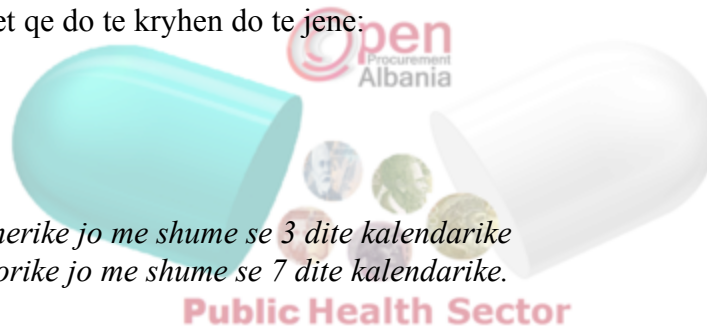 et qe do te kryhen do te jene:
Open
Procurement
Albania
nerike jo me shume se 3 dite kalendarike
orike jo me shume se 7 dite kalendarike.
Public Health Sector